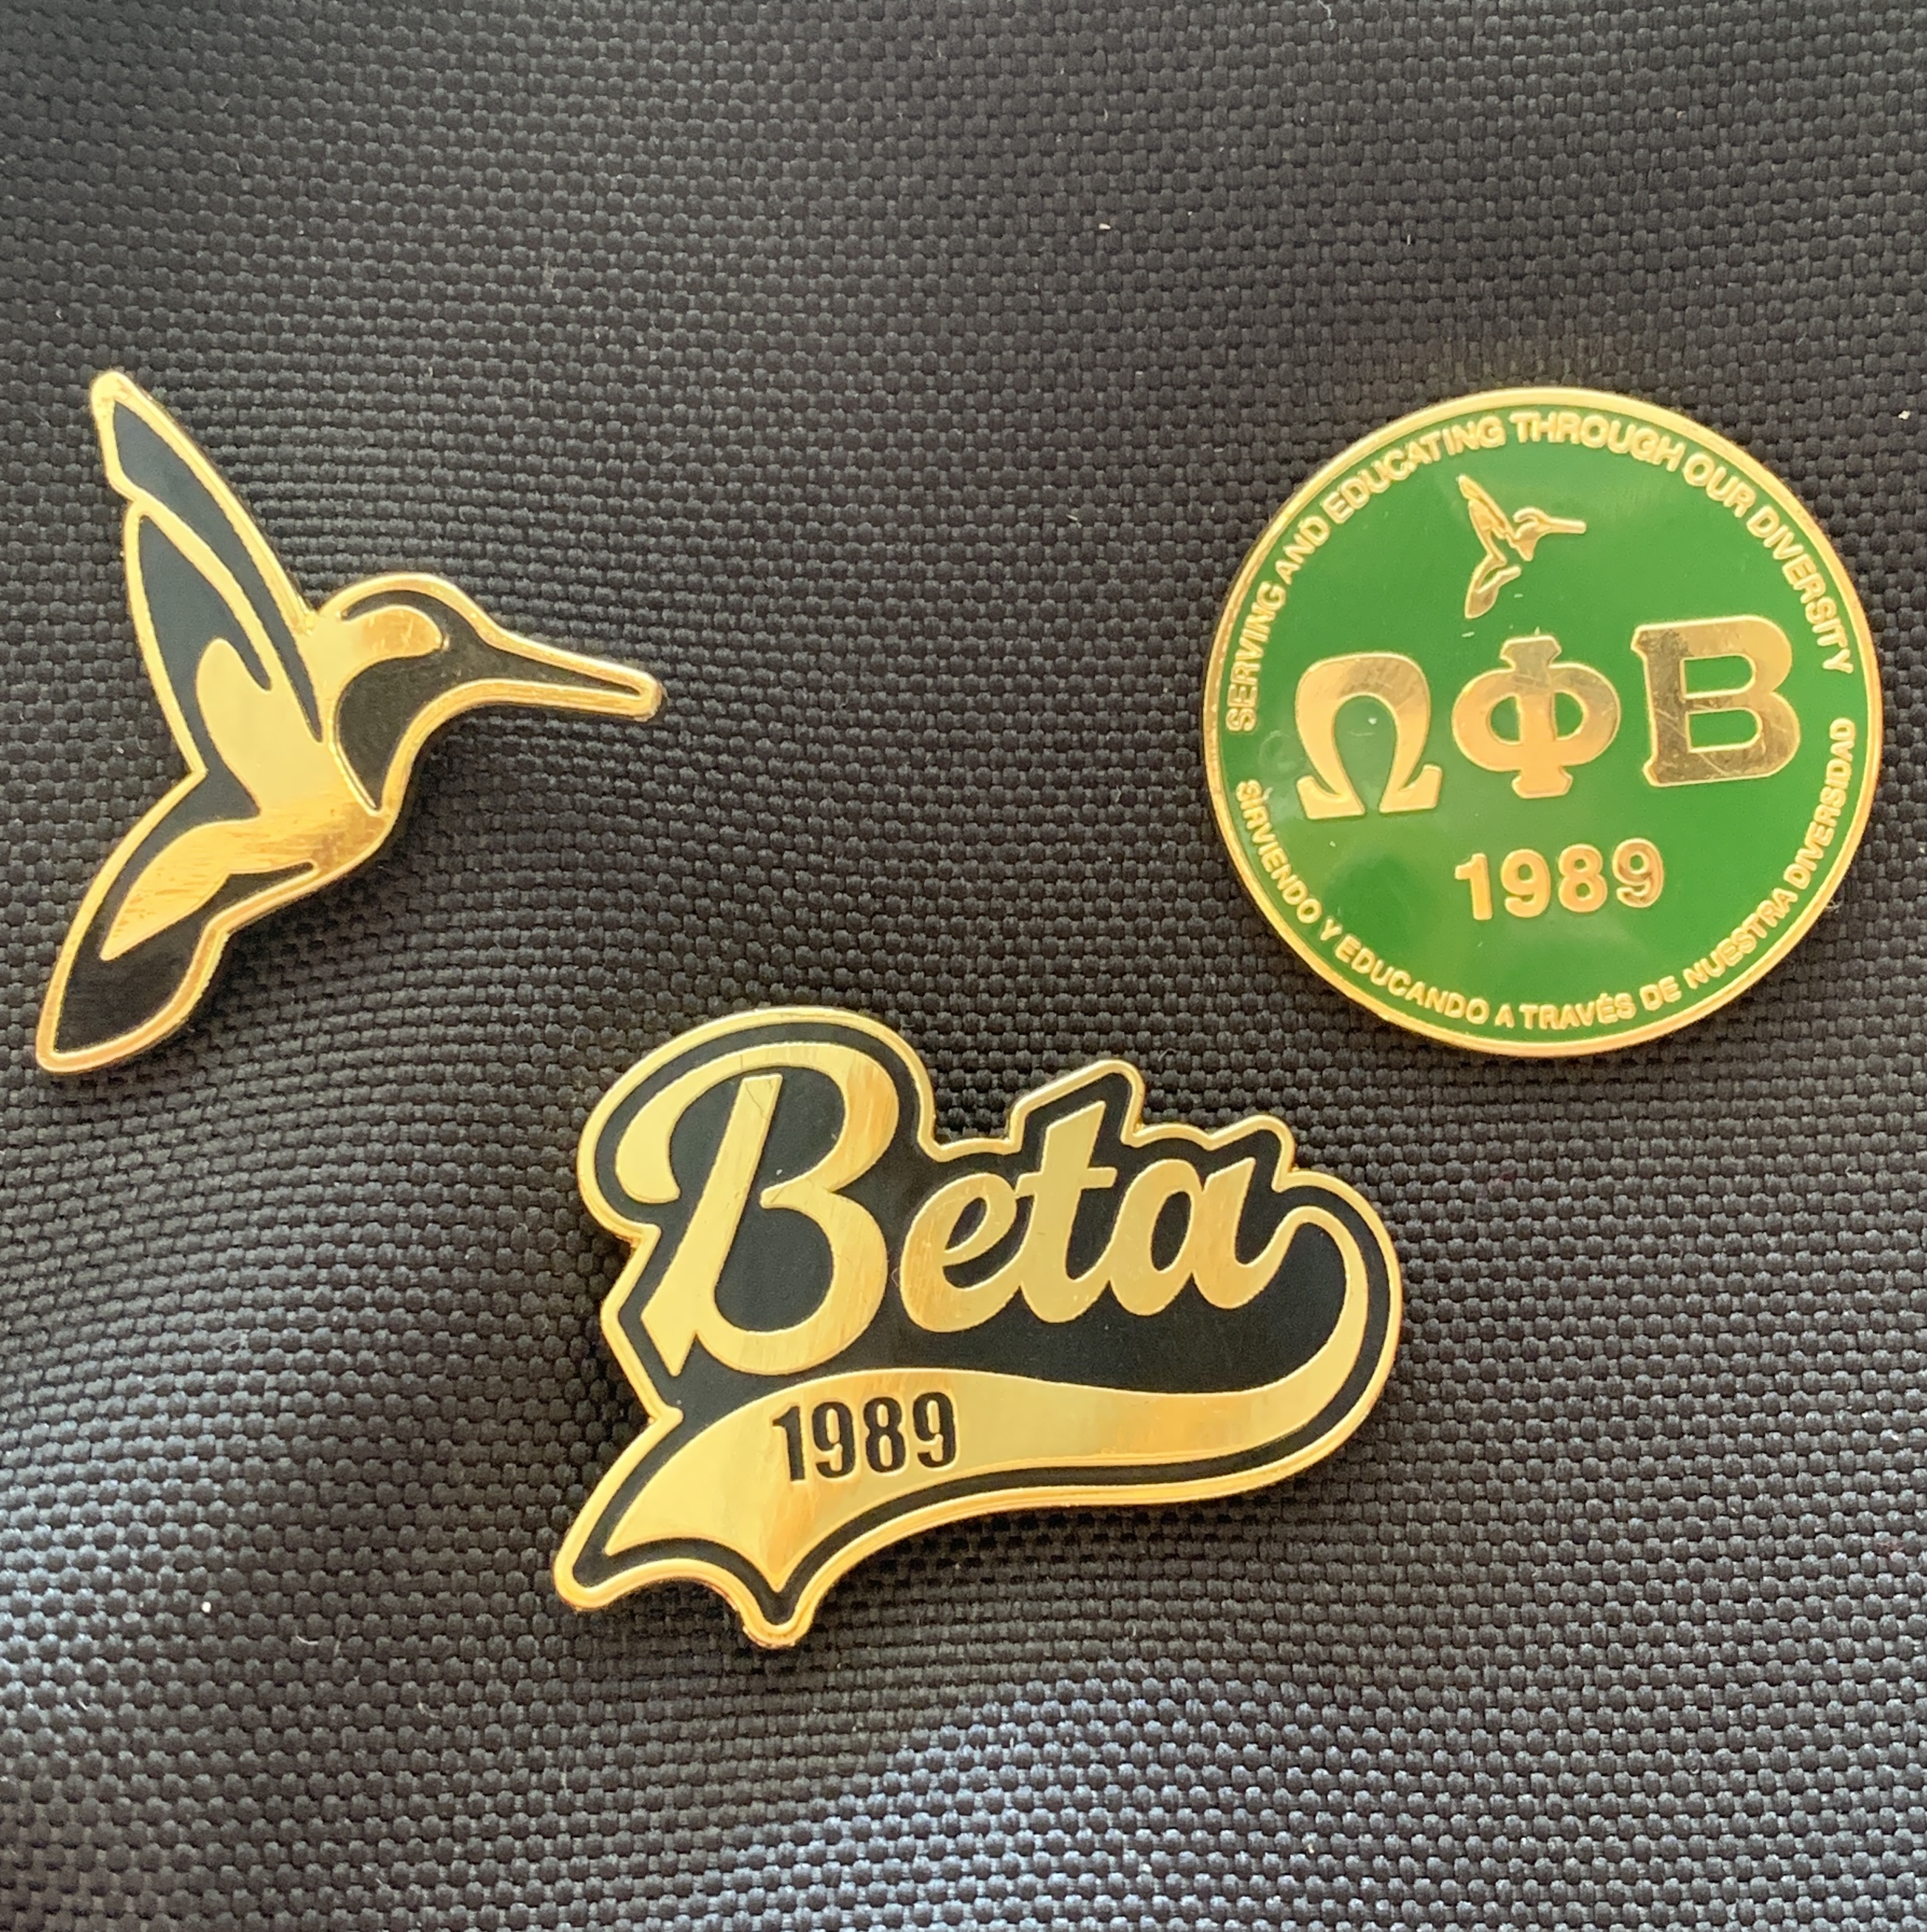 SERVING AND EDUCATING THROUGH OUR DIVERSITY
ΩΦΒ
1989
SIRVIENDO Y EDUCANDO A TRAVÉS DE NUESTRA DIVERSIDAD
Beta
1989